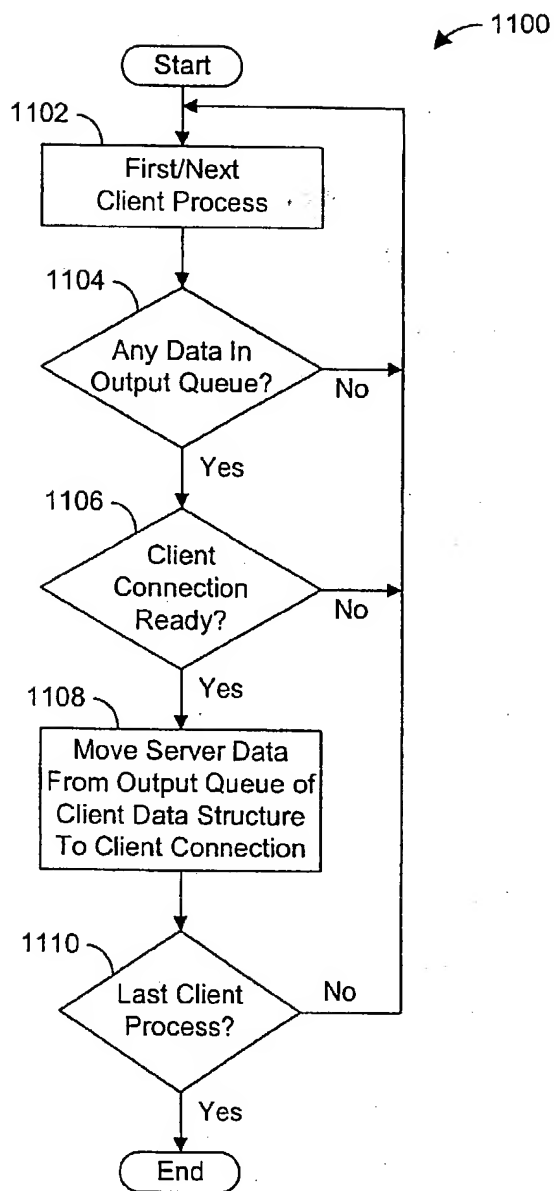 1100
Start
1102
First/Next
Client Process
1104
Any Data In
Output Queue?
No
Yes
1106
Client
Connection
Ready?
No
Yes
1108
Move Server Data
From Output Queue of
Client Data Structure
To Client Connection
1110
Last Client
Process?
No
Yes
End